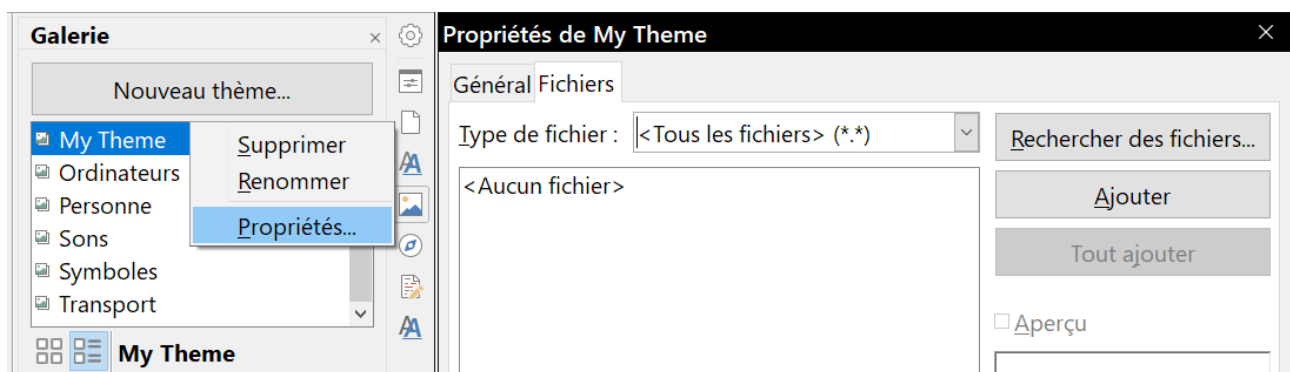 Galerie
Nouveau thème...
My Theme
Ordinateurs
Personne
Sons
Symboles
Transport
Supprimer
Renommer
Propriétés...
My Theme
Propriétés de My Theme
Général Fichiers
Type de fichier : <Tous les fichiers> (*.*)
Rechercher des fichiers...
<Aucun fichier>
Ajouter
Tout ajouter
Aperçu